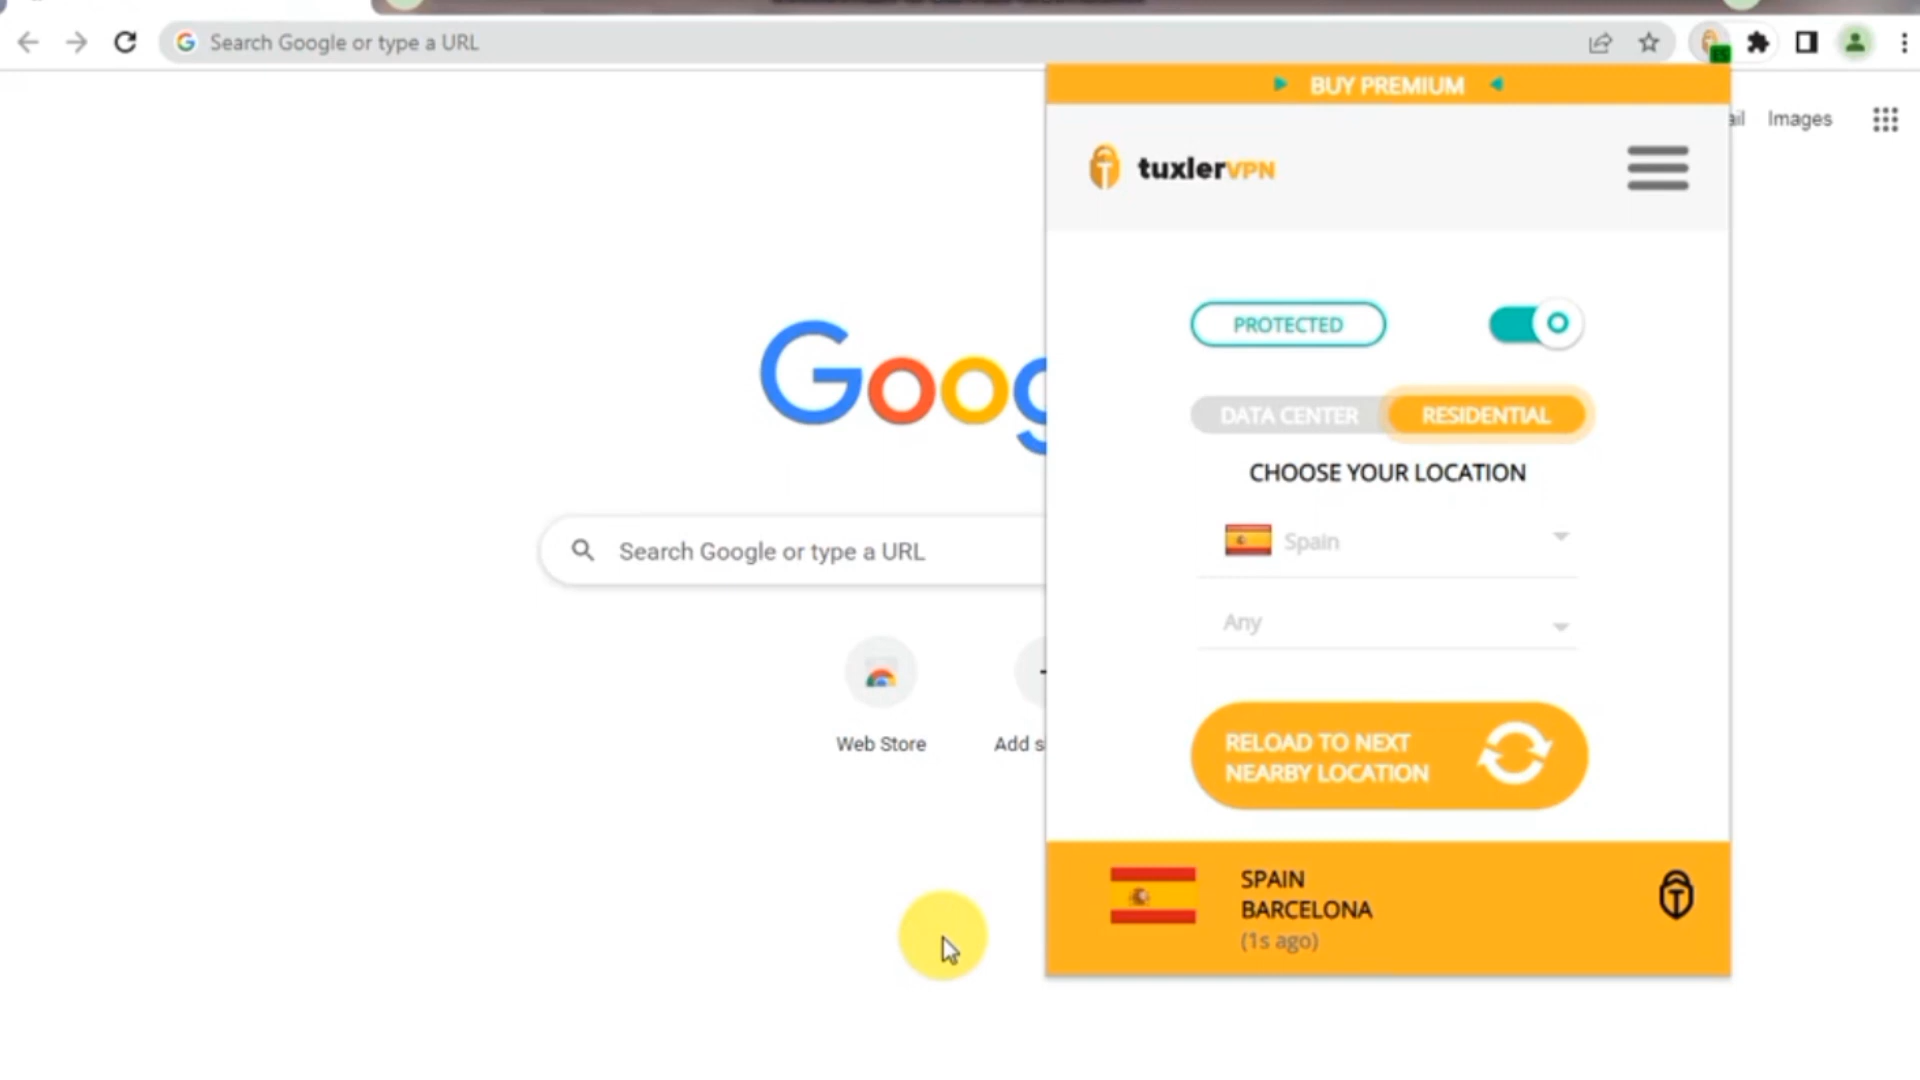 Search Google or type a URL
BUY PREMIUM
Images
tuxlerVPN
PROTECTED
DATA CENTER
RESIDENTIAL
CHOOSE YOUR LOCATION
Spain
Any
Goog
Search Google or type a URL
Web Store
Add s
RELOAD TO NEXT
NEARBY LOCATION
SPAIN
BARCELONA
(1s ago)